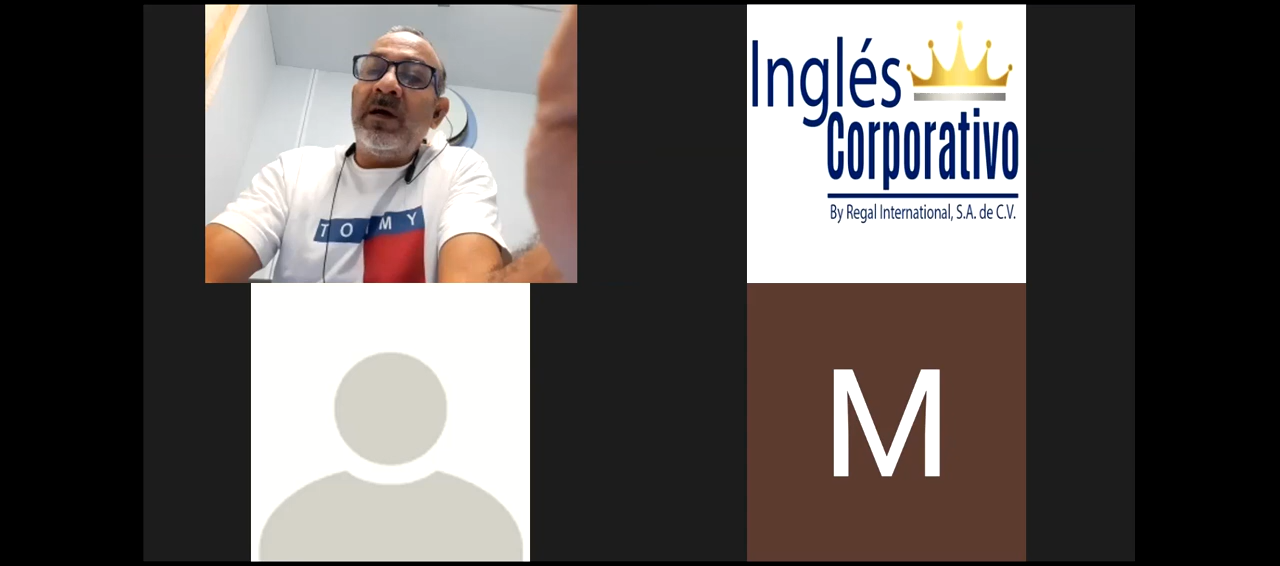 TOMMY
Inglés
Corporativo
By Regal International, S.A. de C.V.
M